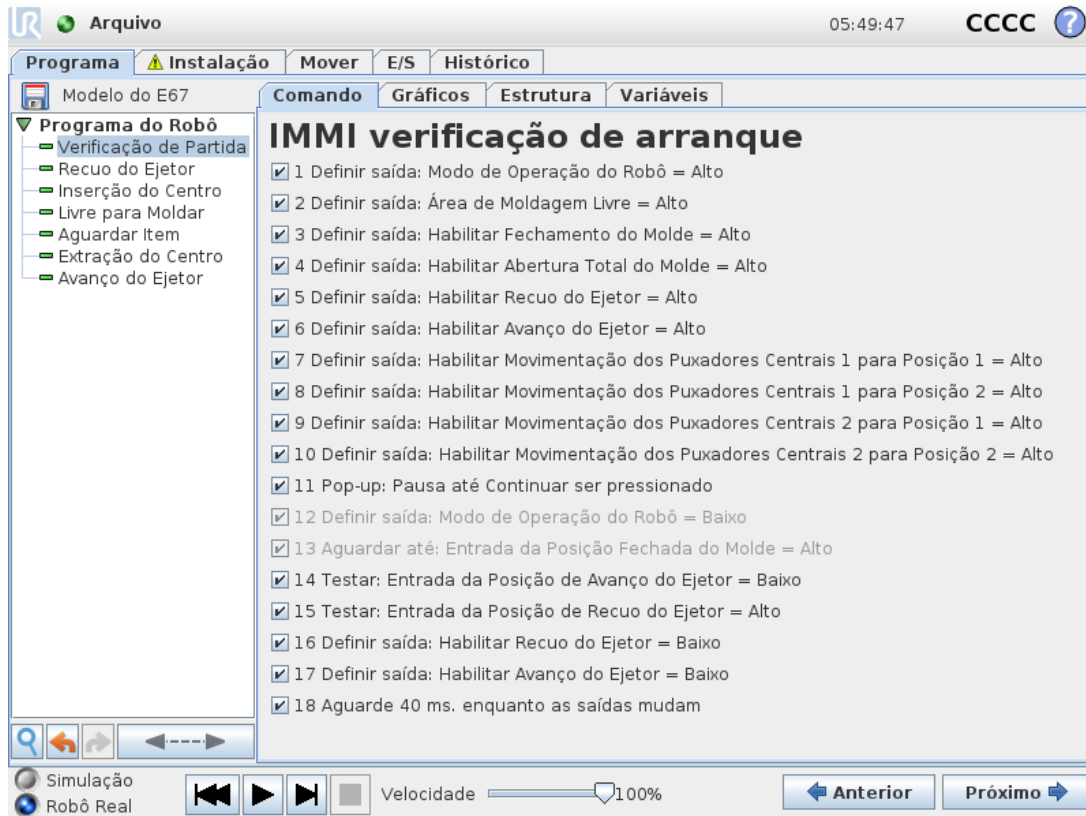 UR Arquivo 05:49:47 CCCC ?
Programa Instalação Mover E/S Histórico
Modelo do E67
Comando Gráficos Estrutura Variáveis
Programa do Robô
Verificação de Partida
Recuo do Ejetor
Inserção do Centro
Livre para Moldar
Aguardar Item
Extração do Centro
Avanço do Ejetor
IMMI verificação de arranque
1 Definir saída: Modo de Operação do Robô = Alto
2 Definir saída: Área de Moldagem Livre = Alto
3 Definir saída: Habilitar Fechamento do Molde = Alto
4 Definir saída: Habilitar Abertura Total do Molde = Alto
5 Definir saída: Habilitar Recuo do Ejetor = Alto
6 Definir saída: Habilitar Avanço do Ejetor = Alto
7 Definir saída: Habilitar Movimentação dos Puxadores Centrais 1 para Posição 1 = Alto
8 Definir saída: Habilitar Movimentação dos Puxadores Centrais 1 para Posição 2 = Alto
9 Definir saída: Habilitar Movimentação dos Puxadores Centrais 2 para Posição 1 = Alto
10 Definir saída: Habilitar Movimentação dos Puxadores Centrais 2 para Posição 2 = Alto
11 Pop-up: Pausa até Continuar ser pressionado
12 Definir saída: Modo de Operação do Robô = Baixo
13 Aguardar até: Entrada da Posição Fechada do Molde = Alto
14 Testar: Entrada da Posição de Avanço do Ejetor = Baixo
15 Testar: Entrada da Posição de Recuo do Ejetor = Alto
16 Definir saída: Habilitar Recuo do Ejetor = Baixo
17 Definir saída: Habilitar Avanço do Ejetor = Baixo
18 Aguarde 40 ms. enquanto as saídas mudam
Simulação
Robô Real
Velocidade 100%
Anterior Próximo